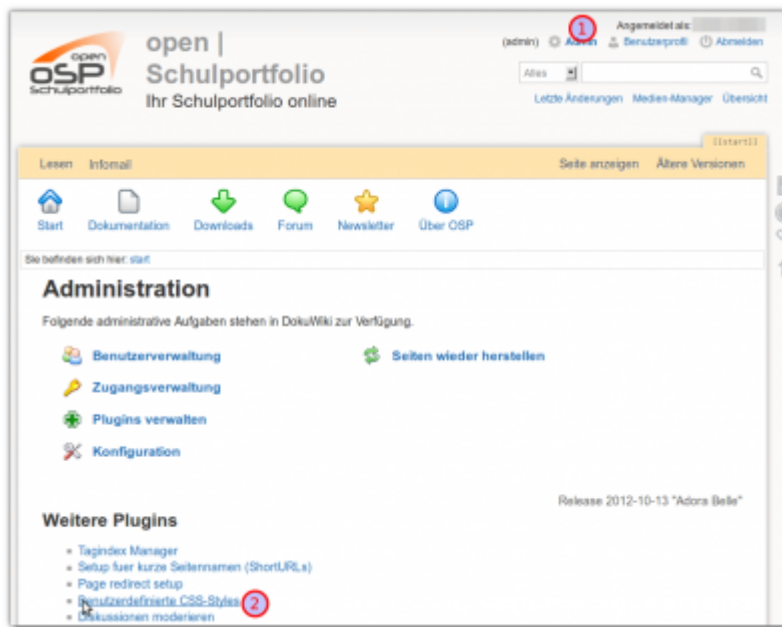 Angemeldet als:
1
(admin) Admin Benutzerprofil Abmelden
open
OSP
Schulportfolio
open |
Schulportfolio
Ihr Schulportfolio online
Alles
Letzte Änderungen Medien-Manager Übersicht
[[start]]
Lesen Infomail Seite anzeigen Ältere Versionen
Start Dokumentation Downloads Forum Newsletter Über OSP
Sie befinden sich hier: start
Administration
Folgende administrative Aufgaben stehen in DokuWiki zur Verfügung.
Benutzerverwaltung Seiten wieder herstellen
Zugangsverwaltung
Plugins verwalten
Konfiguration
Release 2012-10-13 "Adora Belle"
Weitere Plugins
Tagindex Manager
Setup fuer kurze Seitennamen (ShortURLs)
Page redirect setup
Benutzerdefinierte CSS-Styles 2
Diskussionen moderieren